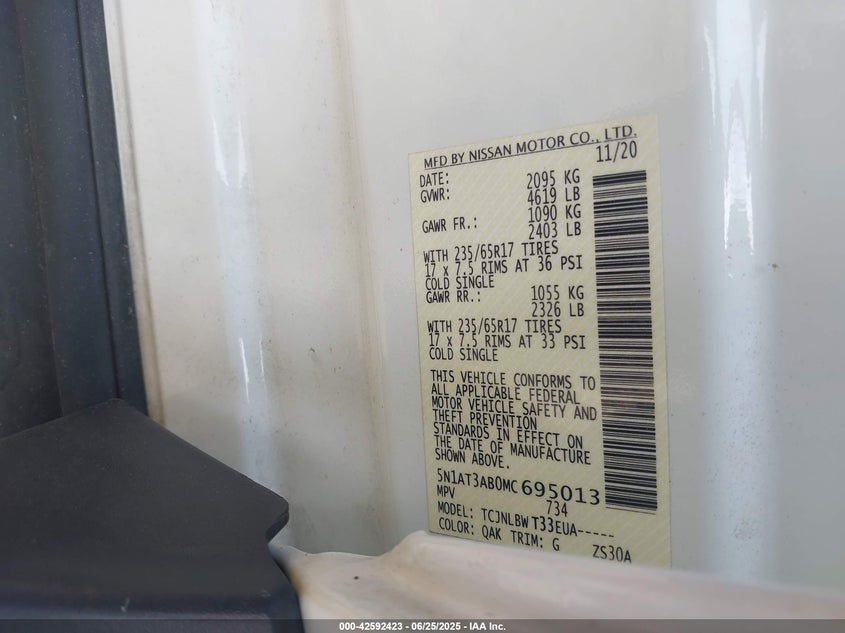 MFD BY NISSAN MOTOR CO., LTD.
DATE: 11/20
GVWR: 2095 KG
4619 LB
GAWR FR.: 1090 KG
2403 LB
WITH 235/65R17 TIRES
17 x 7.5 RIMS AT 36 PSI
COLD SINGLE
GAWR RR.: 1055 KG
2326 LB
WITH 235/65R17 TIRES
17 x 7.5 RIMS AT 33 PSI
COLD SINGLE
THIS VEHICLE CONFORMS TO
ALL APPLICABLE FEDERAL
MOTOR VEHICLE SAFETY AND
THEFT PREVENTION
STANDARDS IN EFFECT ON
THE DATE OF MANUFACTURE
SHOWN ABOVE.
5N1AT3AB0MC695013
MPV 734
MODEL: TCJNLBWT33EUA-----
COLOR: QAK TRIM: G ZS30A
000-42592423 - 06/25/2025 - IAA Inc.